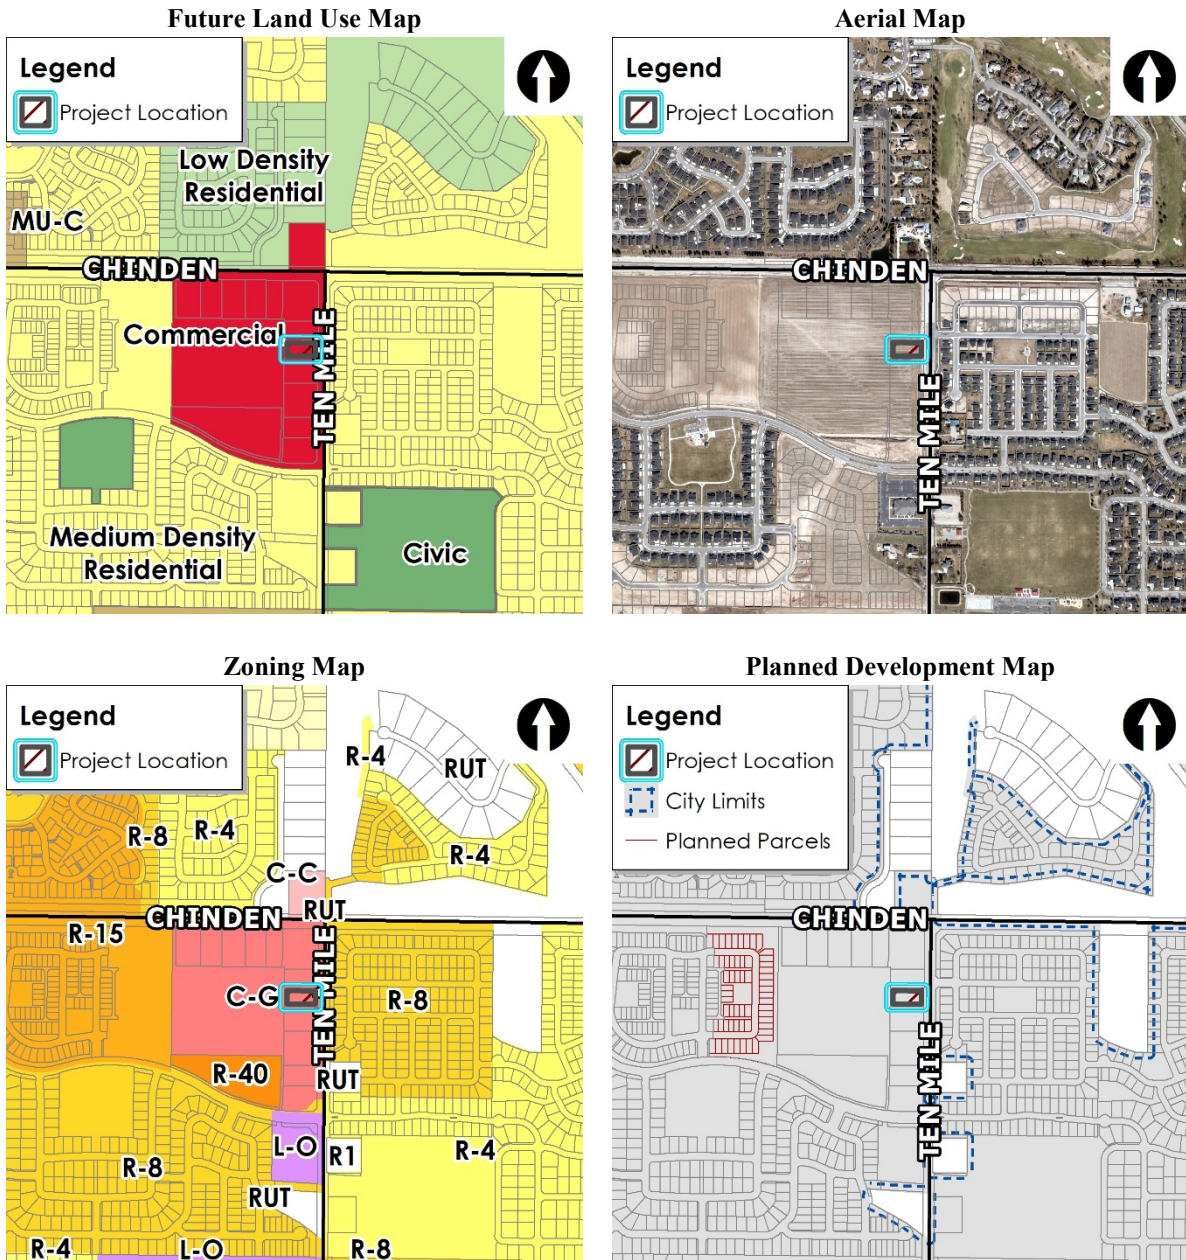 Future Land Use Map
Legend
Project Location
Low Density
Residential
MU-C
CHINDEN
Commercial
TEN MILE
Medium Density
Residential
Civic
Aerial Map
Legend
Project Location
CHINDEN
TEN MILE
Zoning Map
Legend
Project Location
R-4
RUT
R-8
R-4
R-4
C-C
CHINDEN
RUT
R-15
TEN MILE
C-G
R-8
R-40
RUT
L-O
R1
R-4
R-8
RUT
R-4
L-O
R-8
Planned Development Map
Legend
Project Location
City Limits
Planned Parcels
CHINDEN
TEN MILE